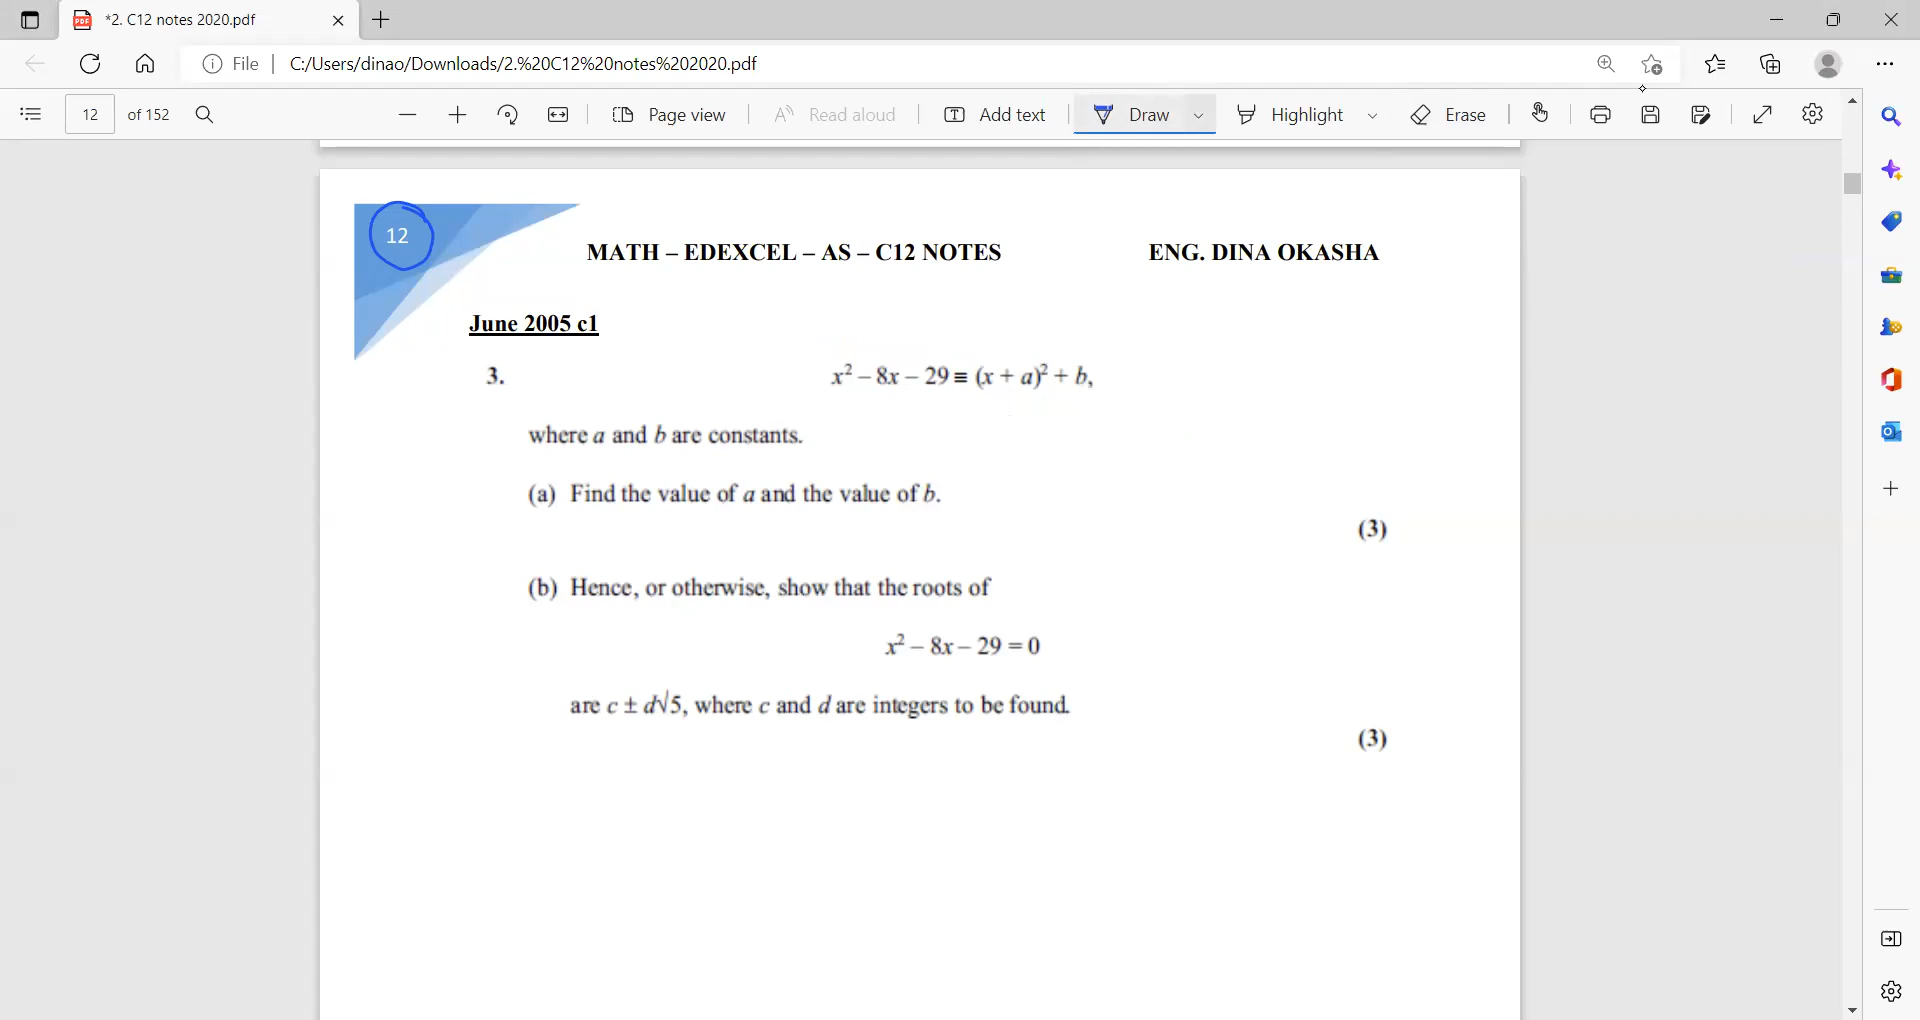 *2. C12 notes 2020.pdf
File
C:/Users/dinao/Downloads/2.%20C12%20notes%202020.pdf
12 of 152
Page view
Read aloud
Add text
Draw
Highlight
Erase
12
MATH – EDEXCEL – AS – C12 NOTES ENG. DINA OKASHA
June 2005 c1
3. x² – 8x – 29 ≡ (x + a)² + b,
where a and b are constants.
(a) Find the value of a and the value of b.
(3)
(b) Hence, or otherwise, show that the roots of
x² – 8x – 29 = 0
are c ± d√5, where c and d are integers to be found.
(3)